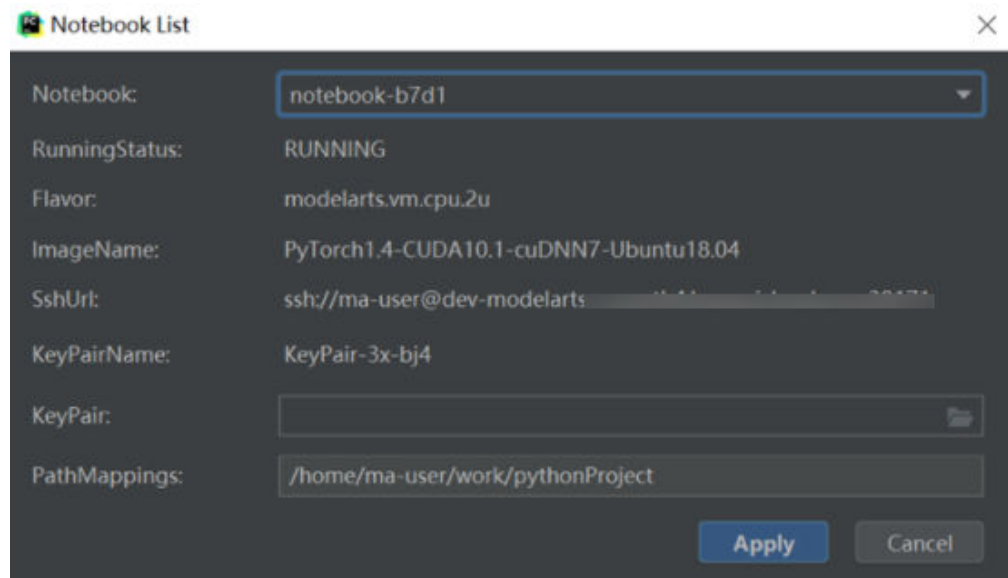 Notebook List
Notebook: notebook-b7d1
RunningStatus: RUNNING
Flavor: modelarts.vm.cpu.2u
ImageName: PyTorch1.4-CUDA10.1-cuDNN7-Ubuntu18.04
SshUrl: ssh://ma-user@dev-modelarts
KeyPairName: KeyPair-3x-bj4
KeyPair:
PathMappings: /home/ma-user/work/pythonProject
Apply Cancel